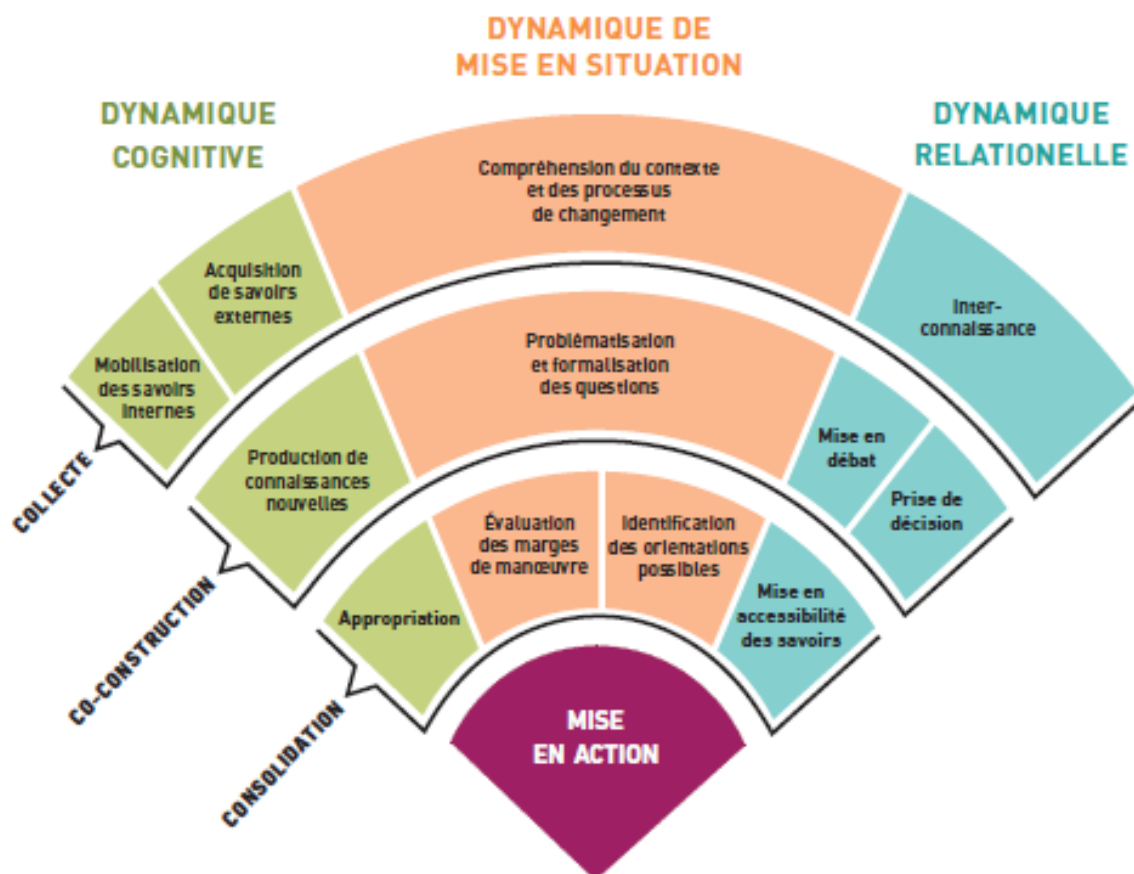 DYNAMIQUE DE
MISE EN SITUATION
DYNAMIQUE
COGNITIVE
DYNAMIQUE
RELATIONELLE
Compréhension du contexte
et des processus
de changement
Acquisition
de savoirs
externes
Mobilisation
des savoirs
internes
Inter-
connaissance
COLLECTE
Problématisation
et formalisation
des questions
Production de
connaissances
nouvelles
Mise en
débat
Prise de
décision
CO-CONSTRUCTION
Évaluation
des marges
de manœuvre
Identification
des orientations
possibles
Appropriation
Mise en
accessibilité
des savoirs
CONSOLIDATION
MISE
EN ACTION